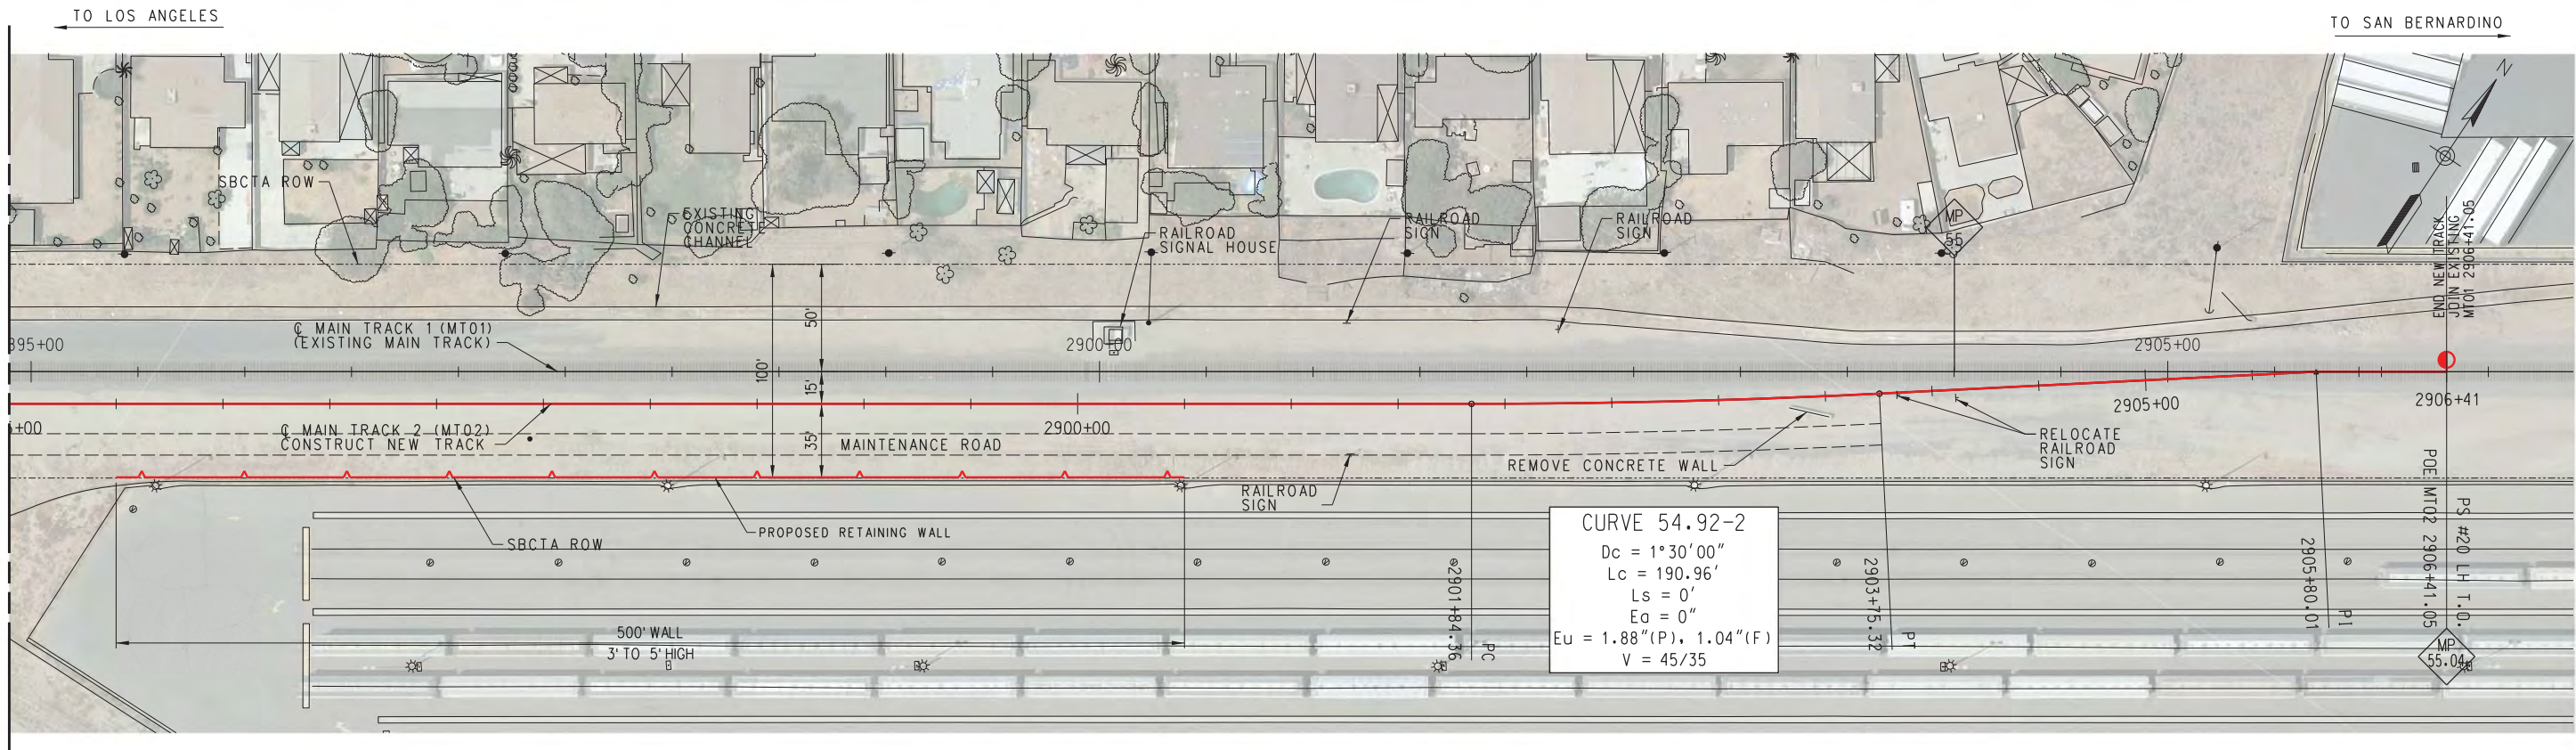 TO LOS ANGELES
TO SAN BERNARDINO
N
SBCTA ROW
EXISTING
CONCRETE
CHANNEL
RAILROAD
SIGNAL HOUSE
RAILROAD
SIGN
RAILROAD
SIGN
MP
55
END NEW TRACK
JOIN EXISTING
MT01 2906+41.05
℄ MAIN TRACK 1 (MT01)
(EXISTING MAIN TRACK)
895+00
2900+00
2905+00
100'
50'
15'
35'
+00
℄ MAIN TRACK 2 (MT02)
CONSTRUCT NEW TRACK
2900+00
2905+00
2906+41
MAINTENANCE ROAD
REMOVE CONCRETE WALL
RELOCATE
RAILROAD
SIGN
RAILROAD
SIGN
PROPOSED RETAINING WALL
SBCTA ROW
500' WALL
3' TO 5' HIGH
2901+84.36
PC
CURVE 54.92-2
Dc = 1°30'00"
Lc = 190.96'
Ls = 0'
Ea = 0"
Eu = 1.88"(P), 1.04"(F)
V = 45/35
2903+75.32
PT
2905+80.01
PI
POE MT02 2906+41.05
PS #20 LH T.O.
MP
55.04